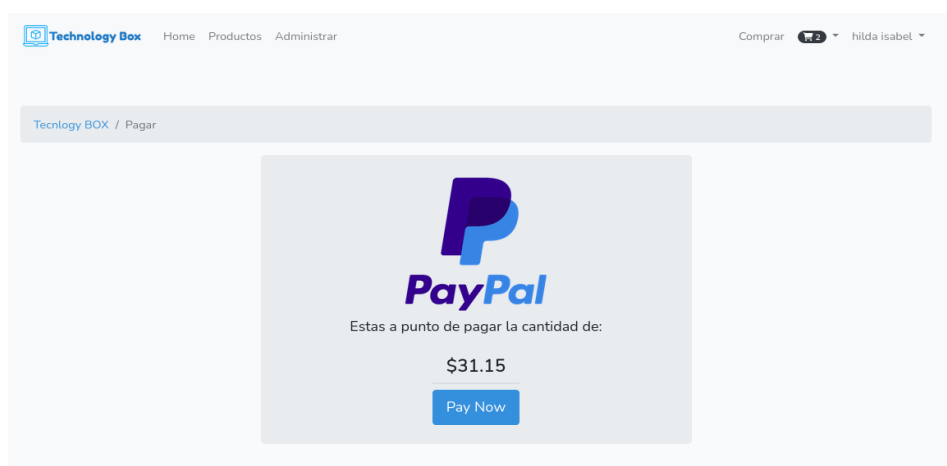 Technology Box Home Productos Administrar Comprar 2 hilda isabel
Tecnlogy BOX / Pagar
PayPal
Estas a punto de pagar la cantidad de:
$31.15
Pay Now